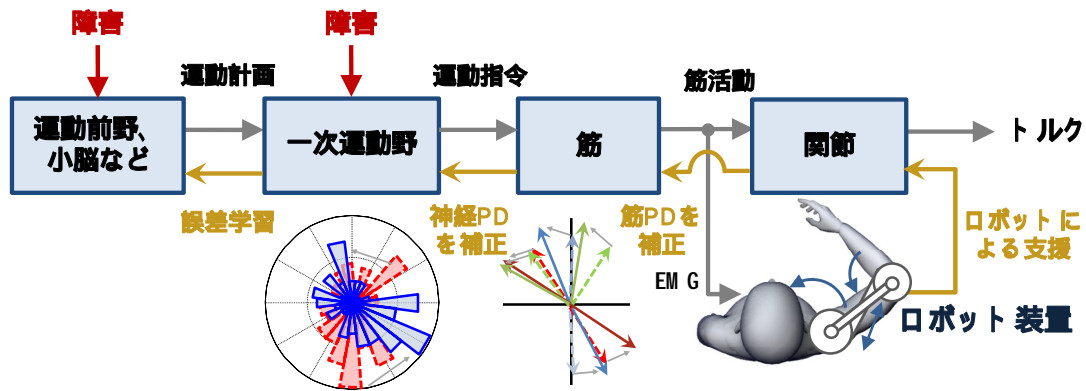 障害
障害
運動計画
運動指令
筋活動
運動前野、
小脳など
一次運動野
筋
関節
トルク
誤差学習
神経PD
を補正
筋PDを
補正
ロボットに
よる支援
EMG
ロボット装置